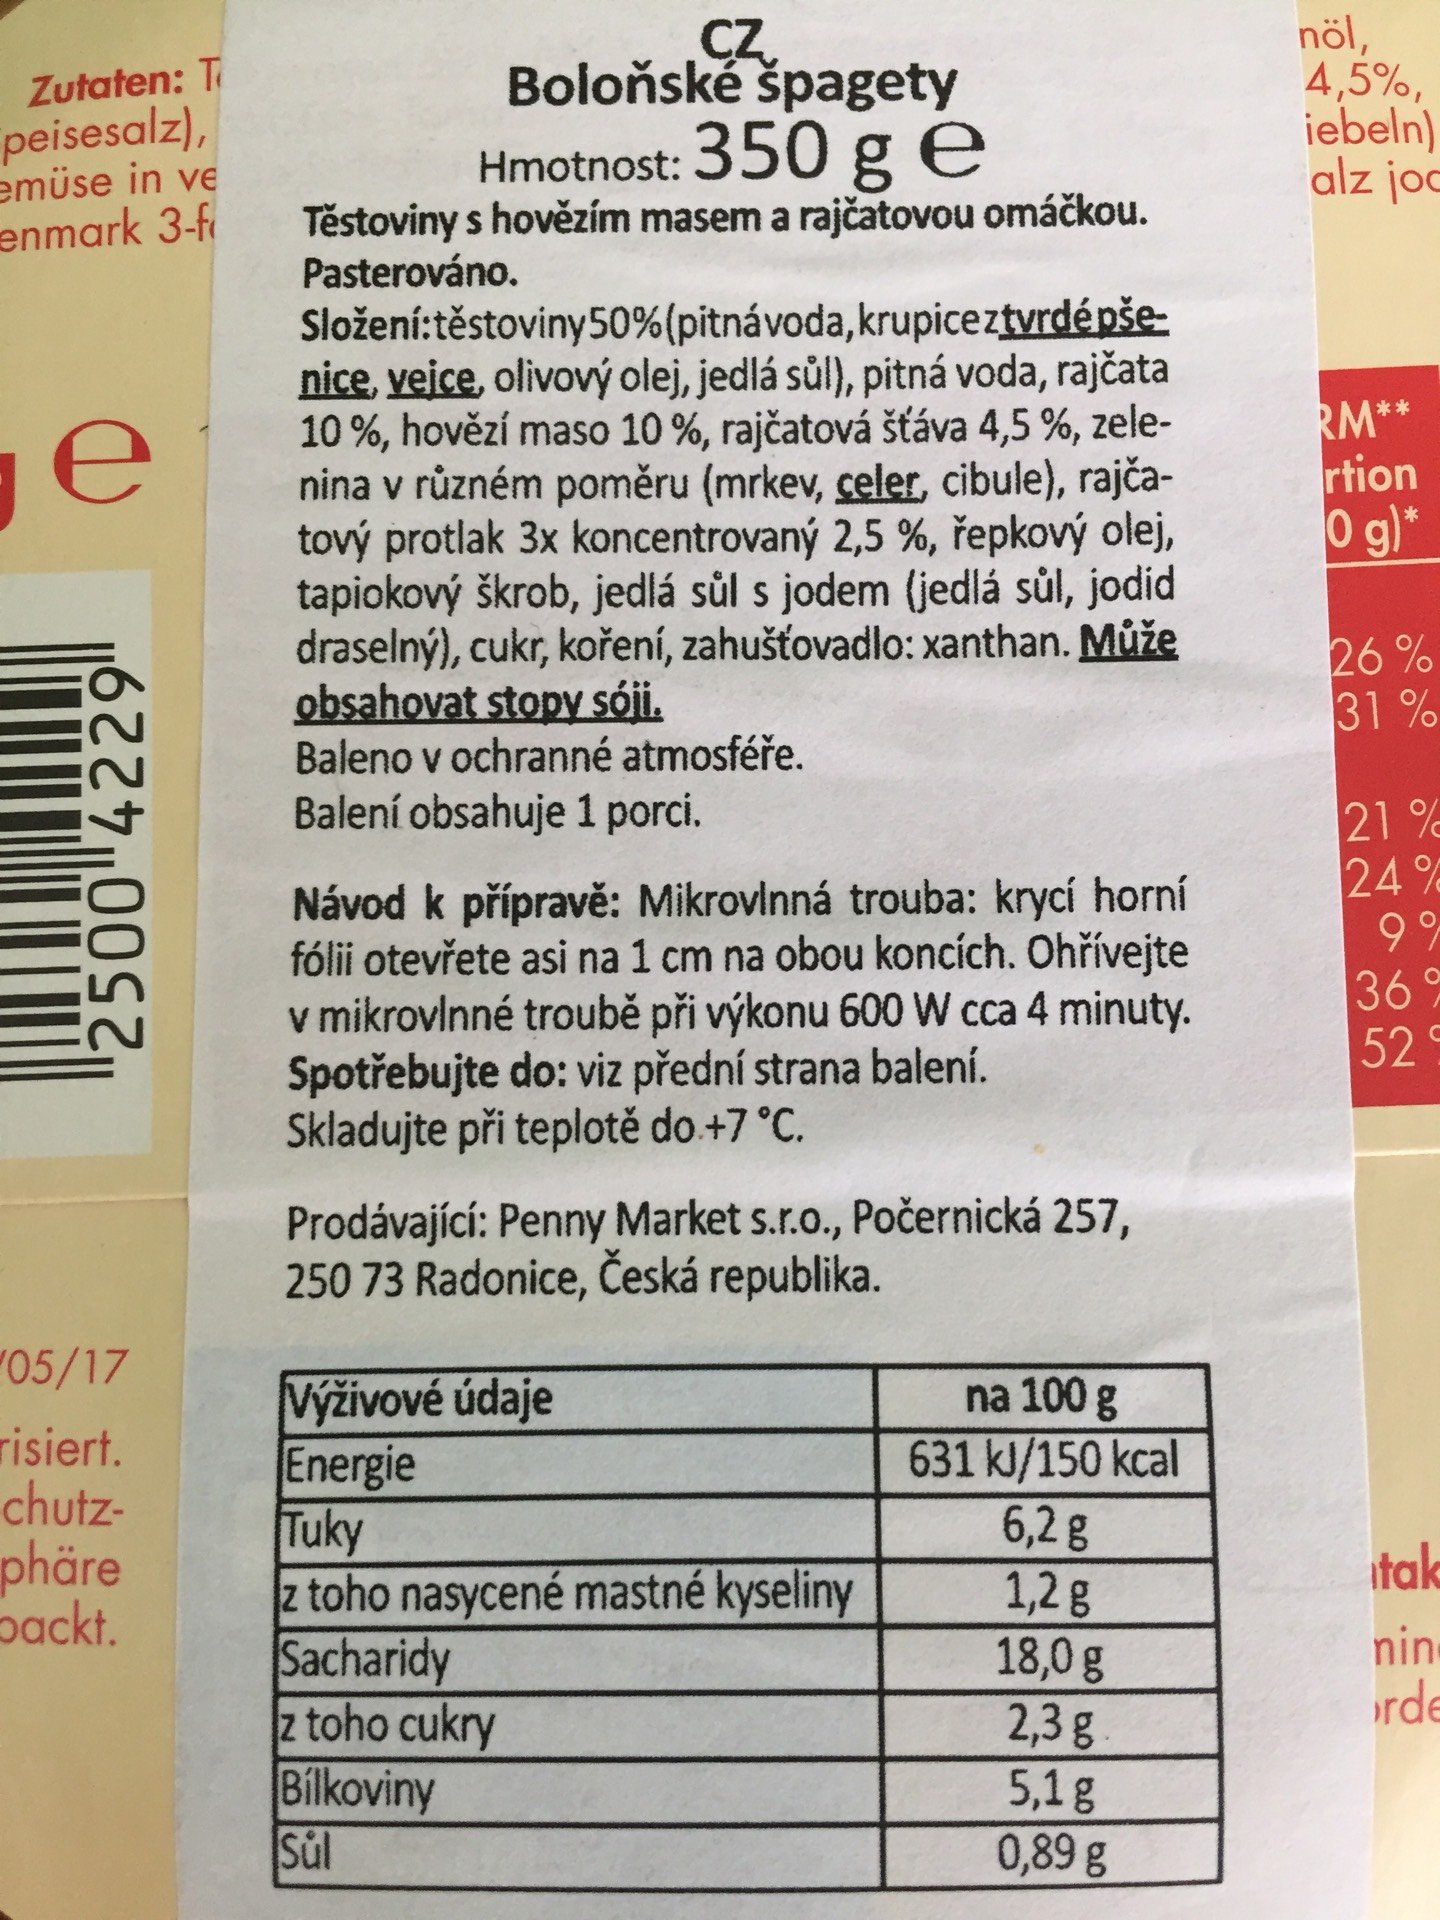 CZ
Boloňské špagety
Hmotnost: 350 g e
Těstoviny s hovězím masem a rajčatovou omáčkou.
Pasterováno.
Složení: těstoviny 50% (pitná voda, krupice z tvrdé pše-
nice, vejce, olivový olej, jedlá sůl), pitná voda, rajčata
10 %, hovězí maso 10 %, rajčatová šťáva 4,5 %, zele-
nina v různém poměru (mrkev, celer, cibule), rajča-
tový protlak 3x koncentrovaný 2,5 %, řepkový olej,
tapiokový škrob, jedlá sůl s jodem (jedlá sůl, jodid
draselný), cukr, koření, zahušťovadlo: xanthan. Může
obsahovat stopy sóji.
Baleno v ochranné atmosféře.
Balení obsahuje 1 porci.
Návod k přípravě: Mikrovlnná trouba: krycí horní
fólii otevřete asi na 1 cm na obou koncích. Ohřívejte
v mikrovlnné troubě při výkonu 600 W cca 4 minuty.
Spotřebujte do: viz přední strana balení.
Skladujte při teplotě do +7 °C.
Prodávající: Penny Market s.r.o., Počernická 257,
250 73 Radonice, Česká republika.
Výživové údaje na 100 g
Energie 631 kJ/150 kcal
Tuky 6,2 g
z toho nasycené mastné kyseliny 1,2 g
Sacharidy 18,0 g
z toho cukry 2,3 g
Bílkoviny 5,1 g
Sůl 0,89 g
Zutaten:
peisesalz),
emüse in ve
enmark 3-f
e
2500 4229
/05/17
risiert.
chutz-
phäre
packt.
nöl,
4,5%,
iebeln)
alz jod
RM**
rtion
0 g)*
26 %
31 %
21 %
24 %
9 %
36 %
52 %
ntak
min
orde